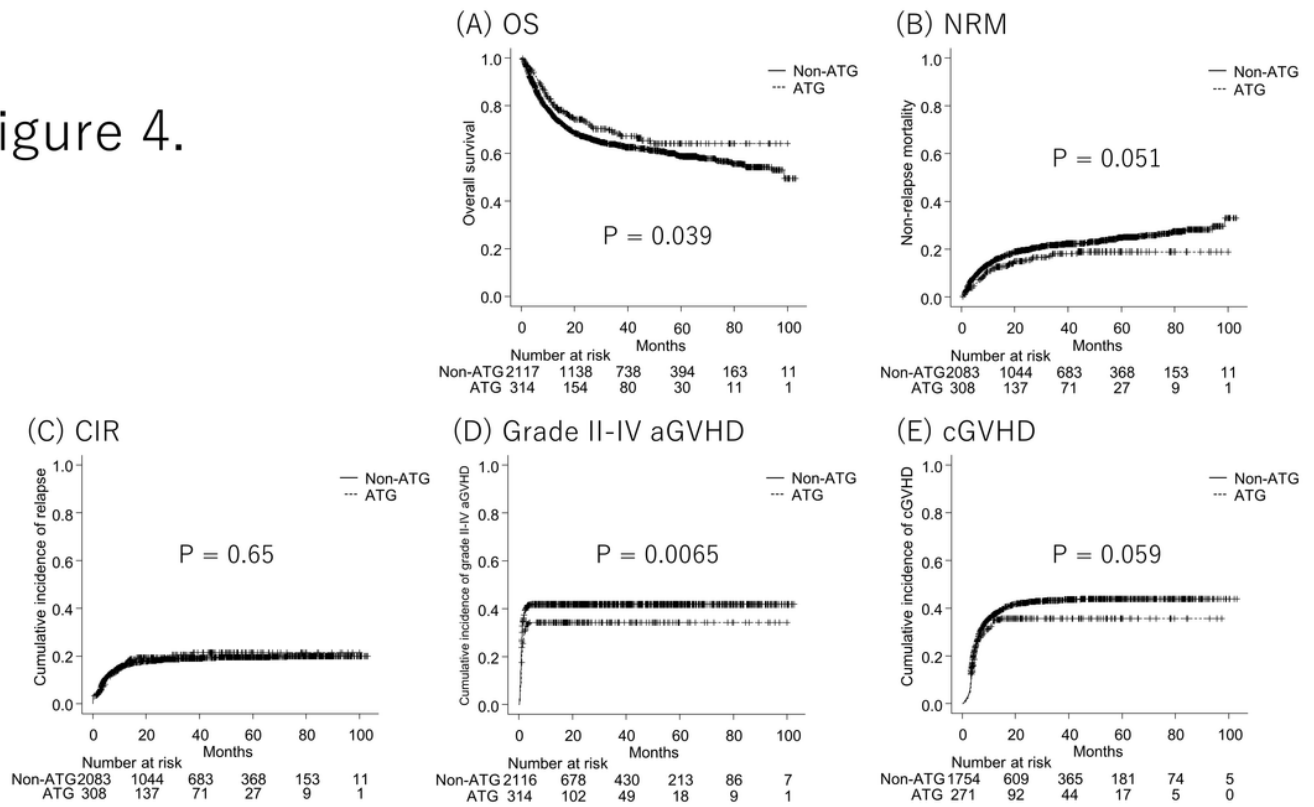 igure 4.
(A) OS
Overall survival
1.0
0.8
0.6
0.4
0.2
0.0
Non-ATG
ATG
P = 0.039
0 20 40 60 80 100
Months
Number at risk
Non-ATG 2117 1138 738 394 163 11
ATG 314 154 80 30 11 1
(B) NRM
Non-relapse mortality
1.0
0.8
0.6
0.4
0.2
0.0
Non-ATG
ATG
P = 0.051
0 20 40 60 80 100
Months
Number at risk
Non-ATG 2083 1044 683 368 153 11
ATG 308 137 71 27 9 1
(C) CIR
Cumulative incidence of relapse
1.0
0.8
0.6
0.4
0.2
0.0
Non-ATG
ATG
P = 0.65
0 20 40 60 80 100
Months
Number at risk
Non-ATG 2083 1044 683 368 153 11
ATG 308 137 71 27 9 1
(D) Grade II-IV aGVHD
Cumulative incidence of grade II-IV aGVHD
1.0
0.8
0.6
0.4
0.2
0.0
Non-ATG
ATG
P = 0.0065
0 20 40 60 80 100
Months
Number at risk
Non-ATG 2116 678 430 213 86 7
ATG 314 102 49 18 9 1
(E) cGVHD
Cumulative incidence of cGVHD
1.0
0.8
0.6
0.4
0.2
0.0
Non-ATG
ATG
P = 0.059
0 20 40 60 80 100
Months
Number at risk
Non-ATG 1754 609 365 181 74 5
ATG 271 92 44 17 5 0